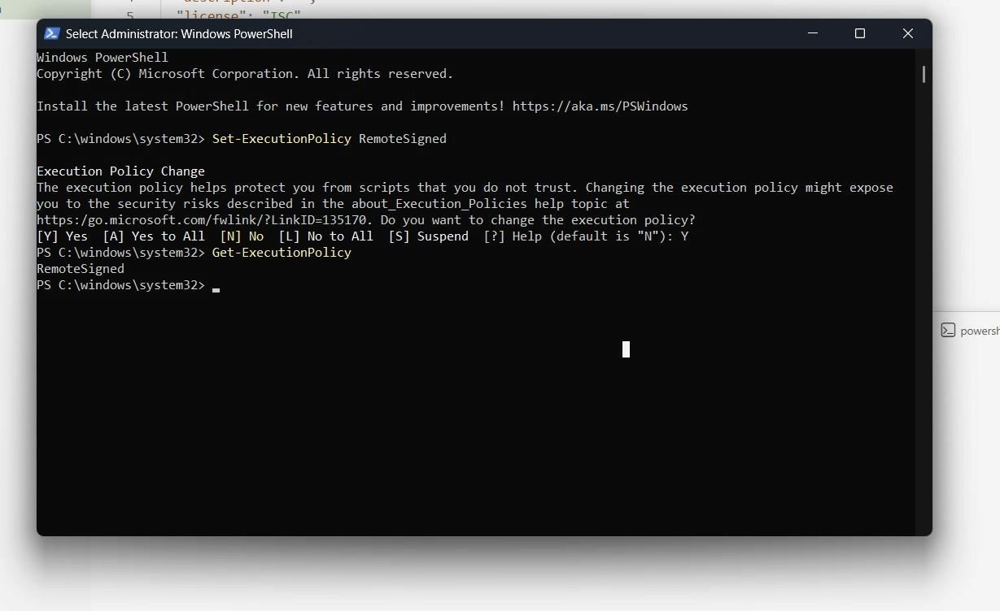 5 "license": "ISC"
Select Administrator: Windows PowerShell
Windows PowerShell
Copyright (C) Microsoft Corporation. All rights reserved.
Install the latest PowerShell for new features and improvements! https://aka.ms/PSWindows
PS C:\windows\system32> Set-ExecutionPolicy RemoteSigned
Execution Policy Change
The execution policy helps protect you from scripts that you do not trust. Changing the execution policy might expose
you to the security risks described in the about_Execution_Policies help topic at
https:/go.microsoft.com/fwlink/?LinkID=135170. Do you want to change the execution policy?
[Y] Yes  [A] Yes to All  [N] No  [L] No to All  [S] Suspend  [?] Help (default is "N"): Y
PS C:\windows\system32> Get-ExecutionPolicy
RemoteSigned
PS C:\windows\system32>
powersh